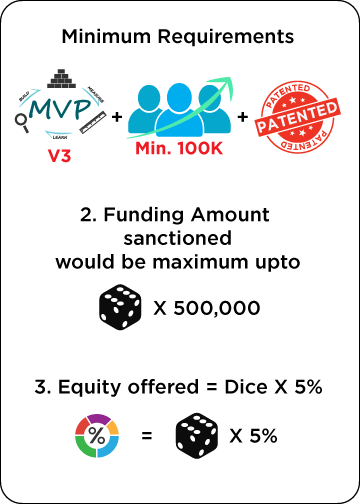 Minimum Requirements
BUILD
MEASURE
MVP
LEARN
V3
+
Min. 100K
+
PATENTED
PATENTED
PATENTED
2. Funding Amount
sanctioned
would be maximum upto
X 500,000
3. Equity offered = Dice X 5%
% = X 5%